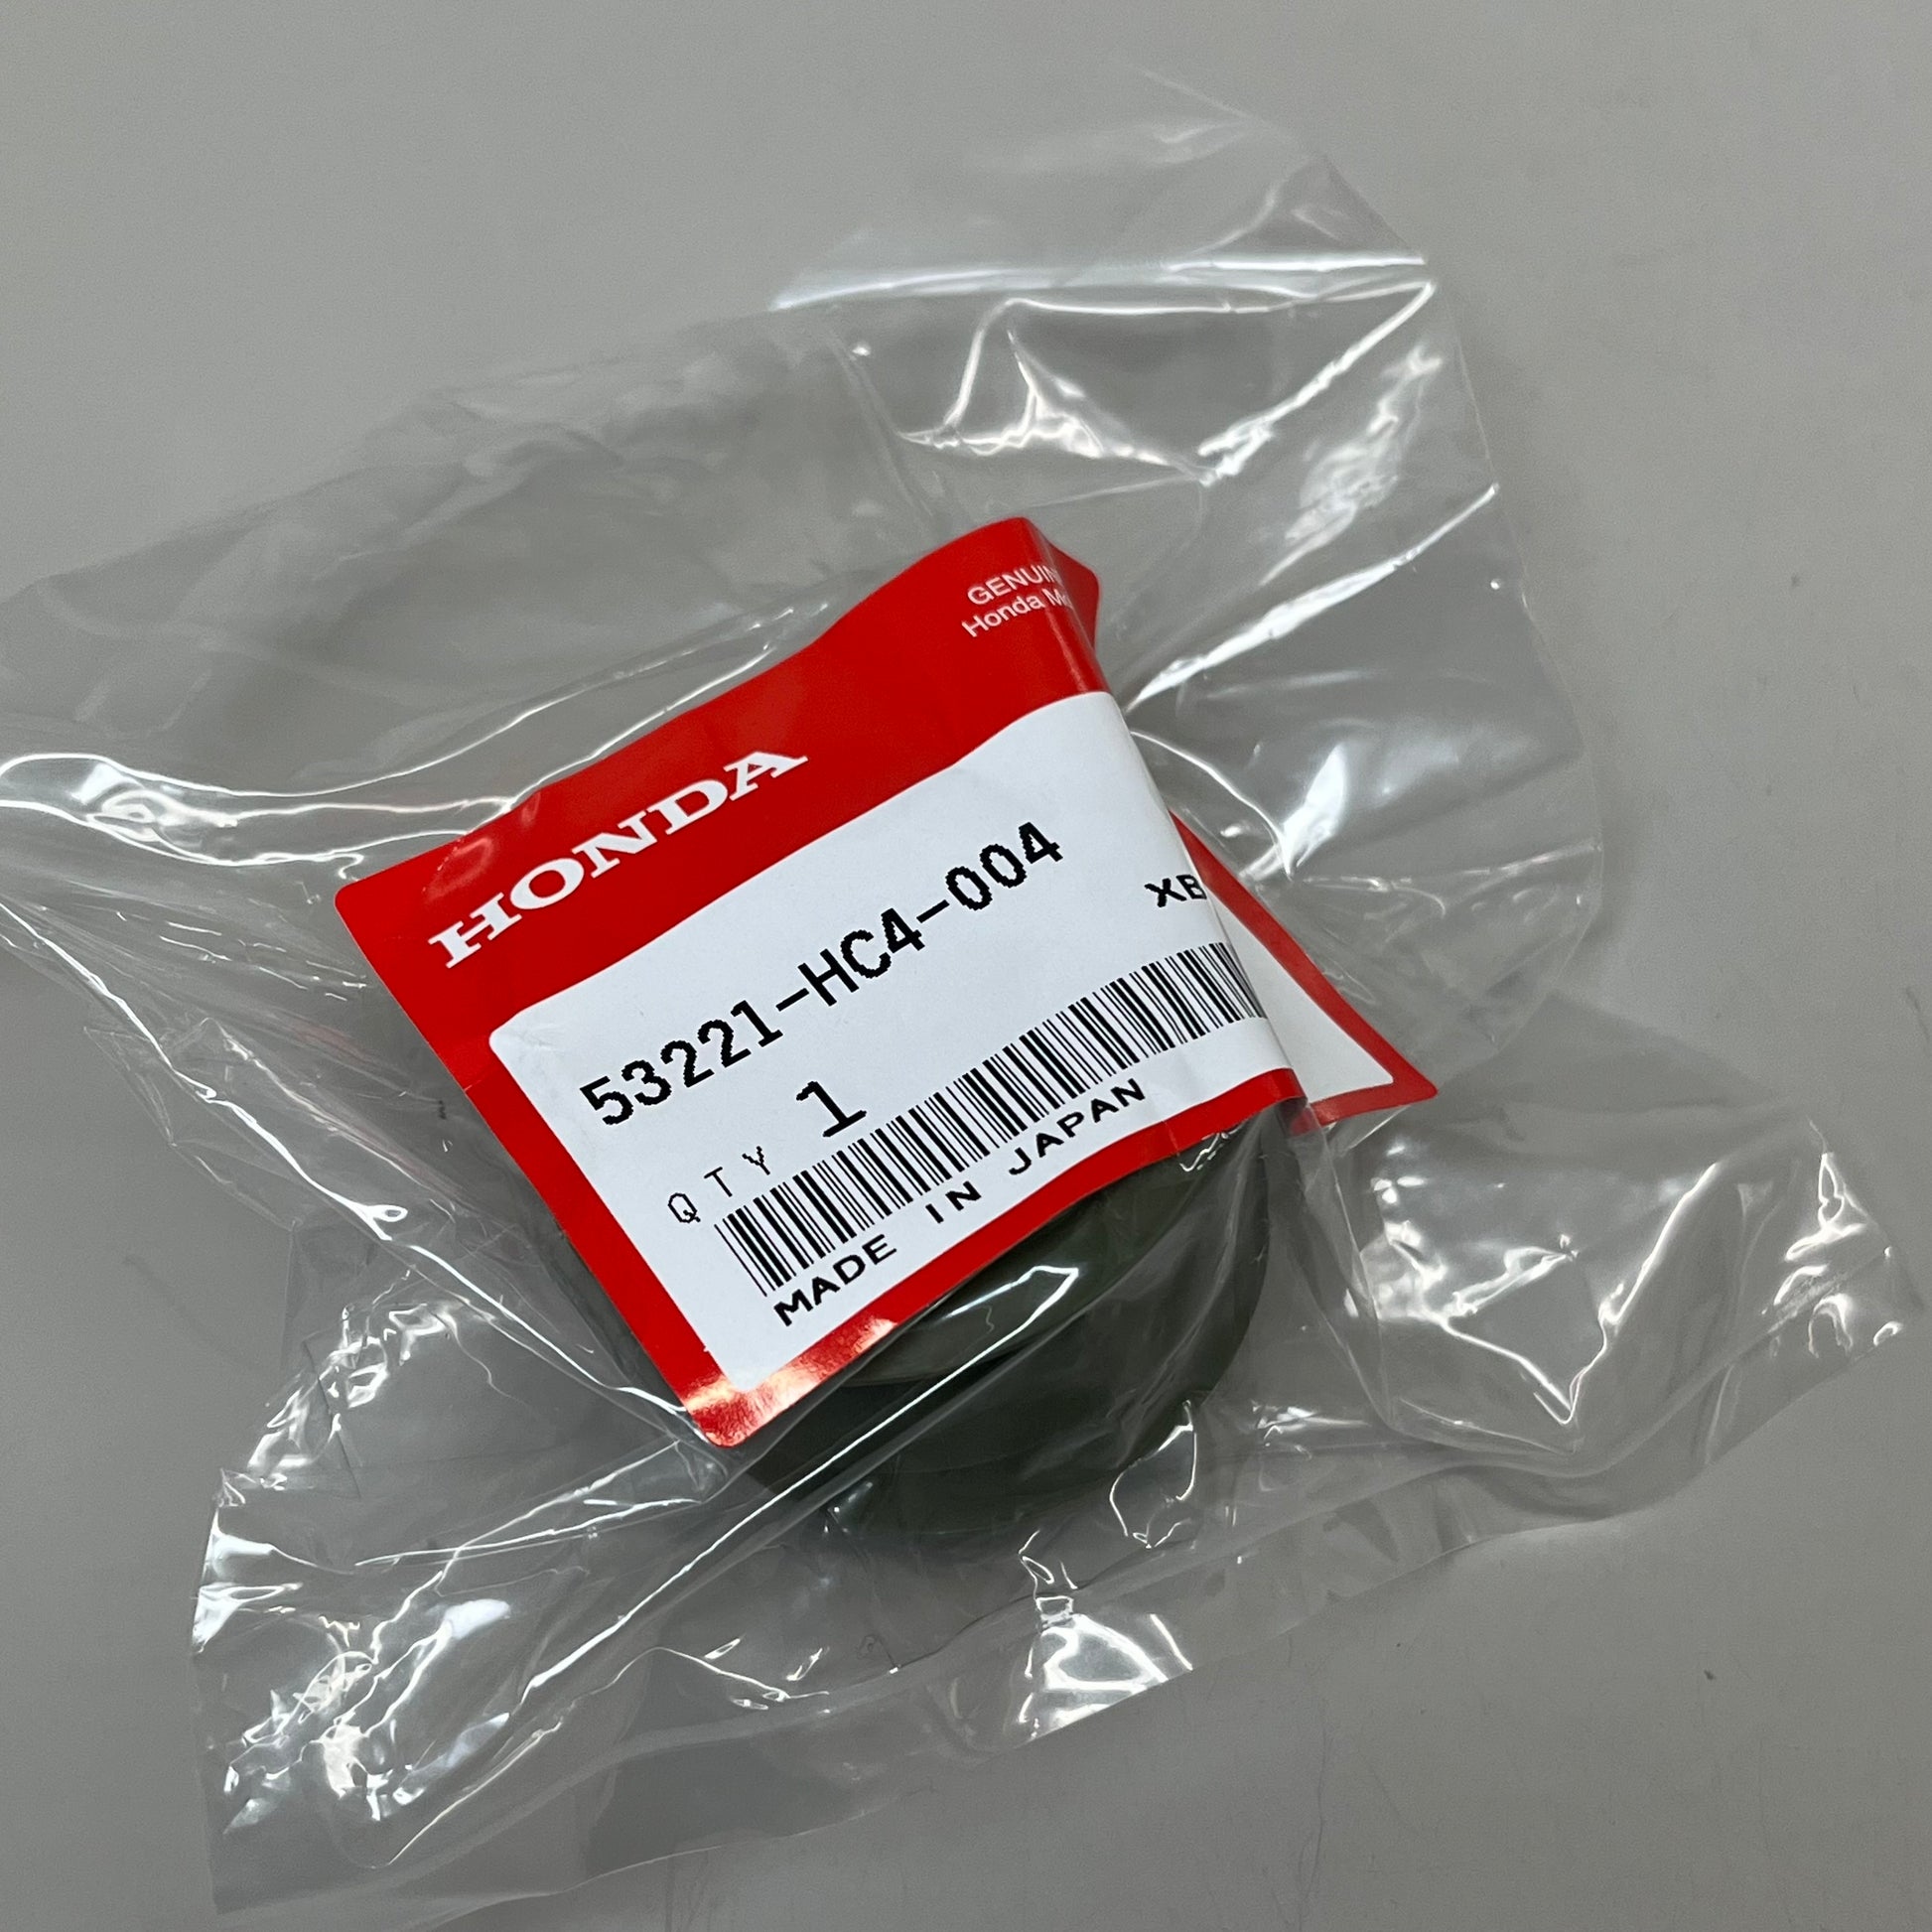 GENUIN
Honda M
HONDA
53221-HC4-004
XB
QTY 1
MADE IN JAPAN